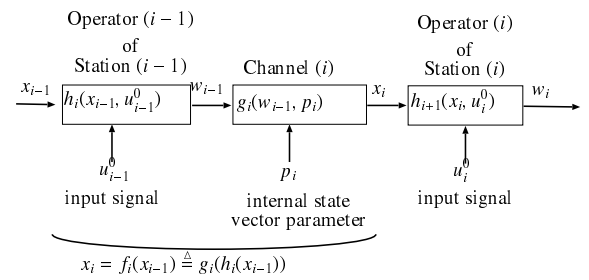 Operator (i − 1)
of
Station (i − 1)
Channel (i)
Operator (i)
of
Station (i)
x_{i−1}
h_i(x_{i−1}, u^0_{i−1})
w_{i−1}
g_i(w_{i−1}, p_i)
x_i
h_{i+1}(x_i, u^0_i)
w_i
u^0_{i−1}
input signal
p_i
internal state
vector parameter
u^0_i
input signal
x_i = f_i(x_{i−1}) ≜ g_i(h_i(x_{i−1}))